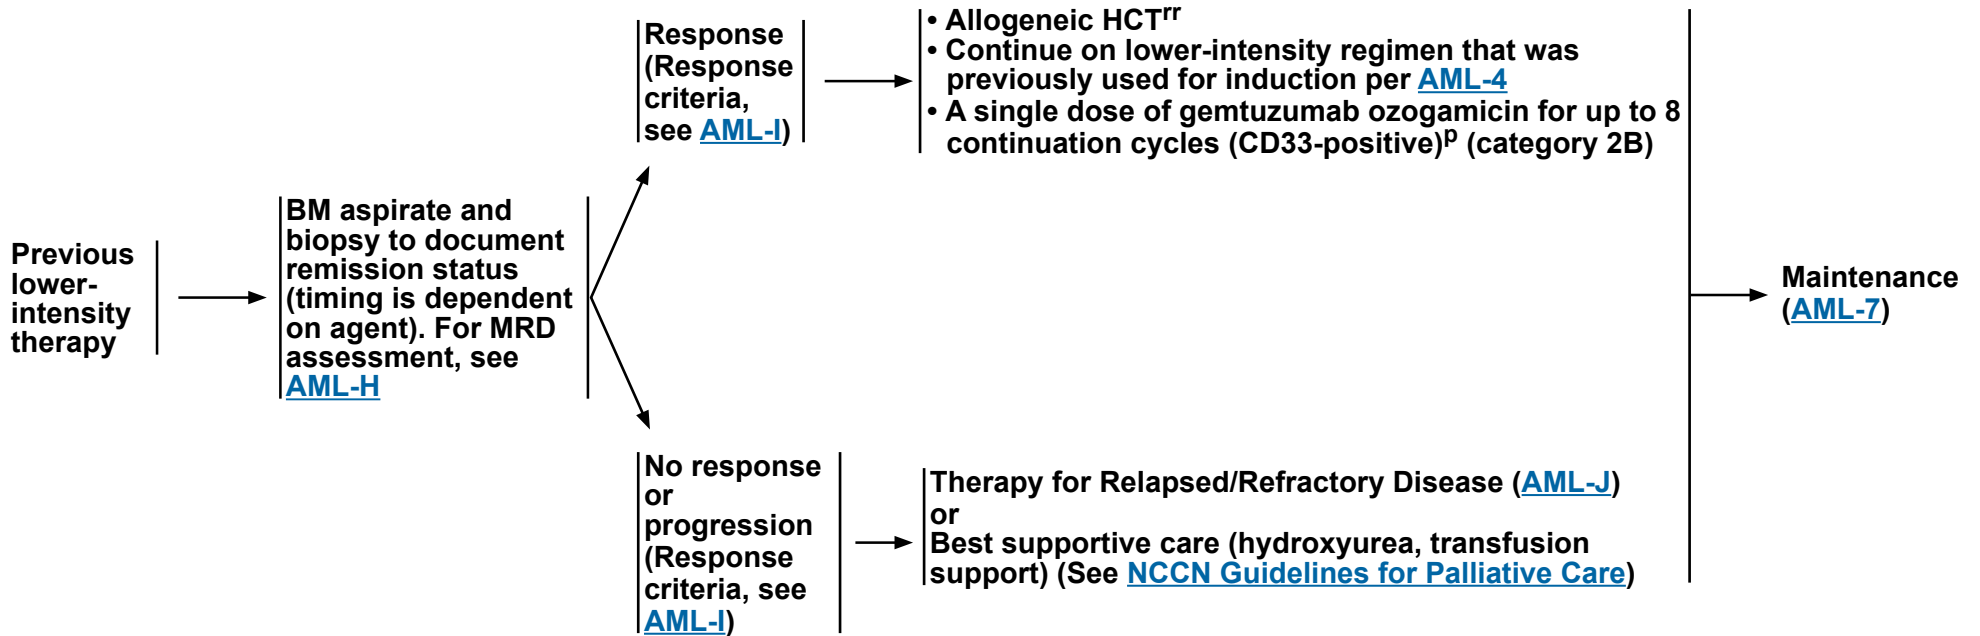 Previous
lower-
intensity
therapy
BM aspirate and
biopsy to document
remission status
(timing is dependent
on agent). For MRD
assessment, see
AML-H
Response
(Response
criteria,
see AML-I)
• Allogeneic HCTrr
• Continue on lower-intensity regimen that was
previously used for induction per AML-4
• A single dose of gemtuzumab ozogamicin for up to 8
continuation cycles (CD33-positive)p (category 2B)
No response
or
progression
(Response
criteria, see
AML-I)
Therapy for Relapsed/Refractory Disease (AML-J)
or
Best supportive care (hydroxyurea, transfusion
support) (See NCCN Guidelines for Palliative Care)
Maintenance
(AML-7)